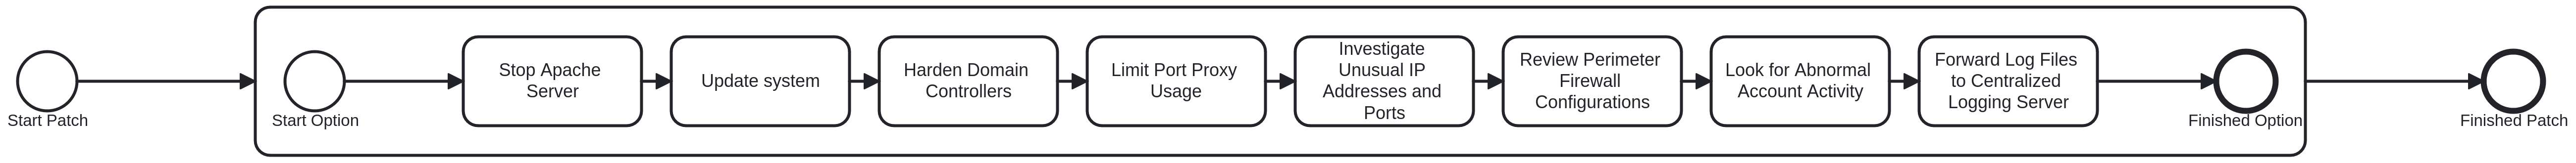 Start Patch
Start Option
Stop Apache
Server
Update system
Harden Domain
Controllers
Limit Port Proxy
Usage
Investigate
Unusual IP
Addresses and
Ports
Review Perimeter
Firewall
Configurations
Look for Abnormal
Account Activity
Forward Log Files
to Centralized
Logging Server
Finished Option
Finished Patch